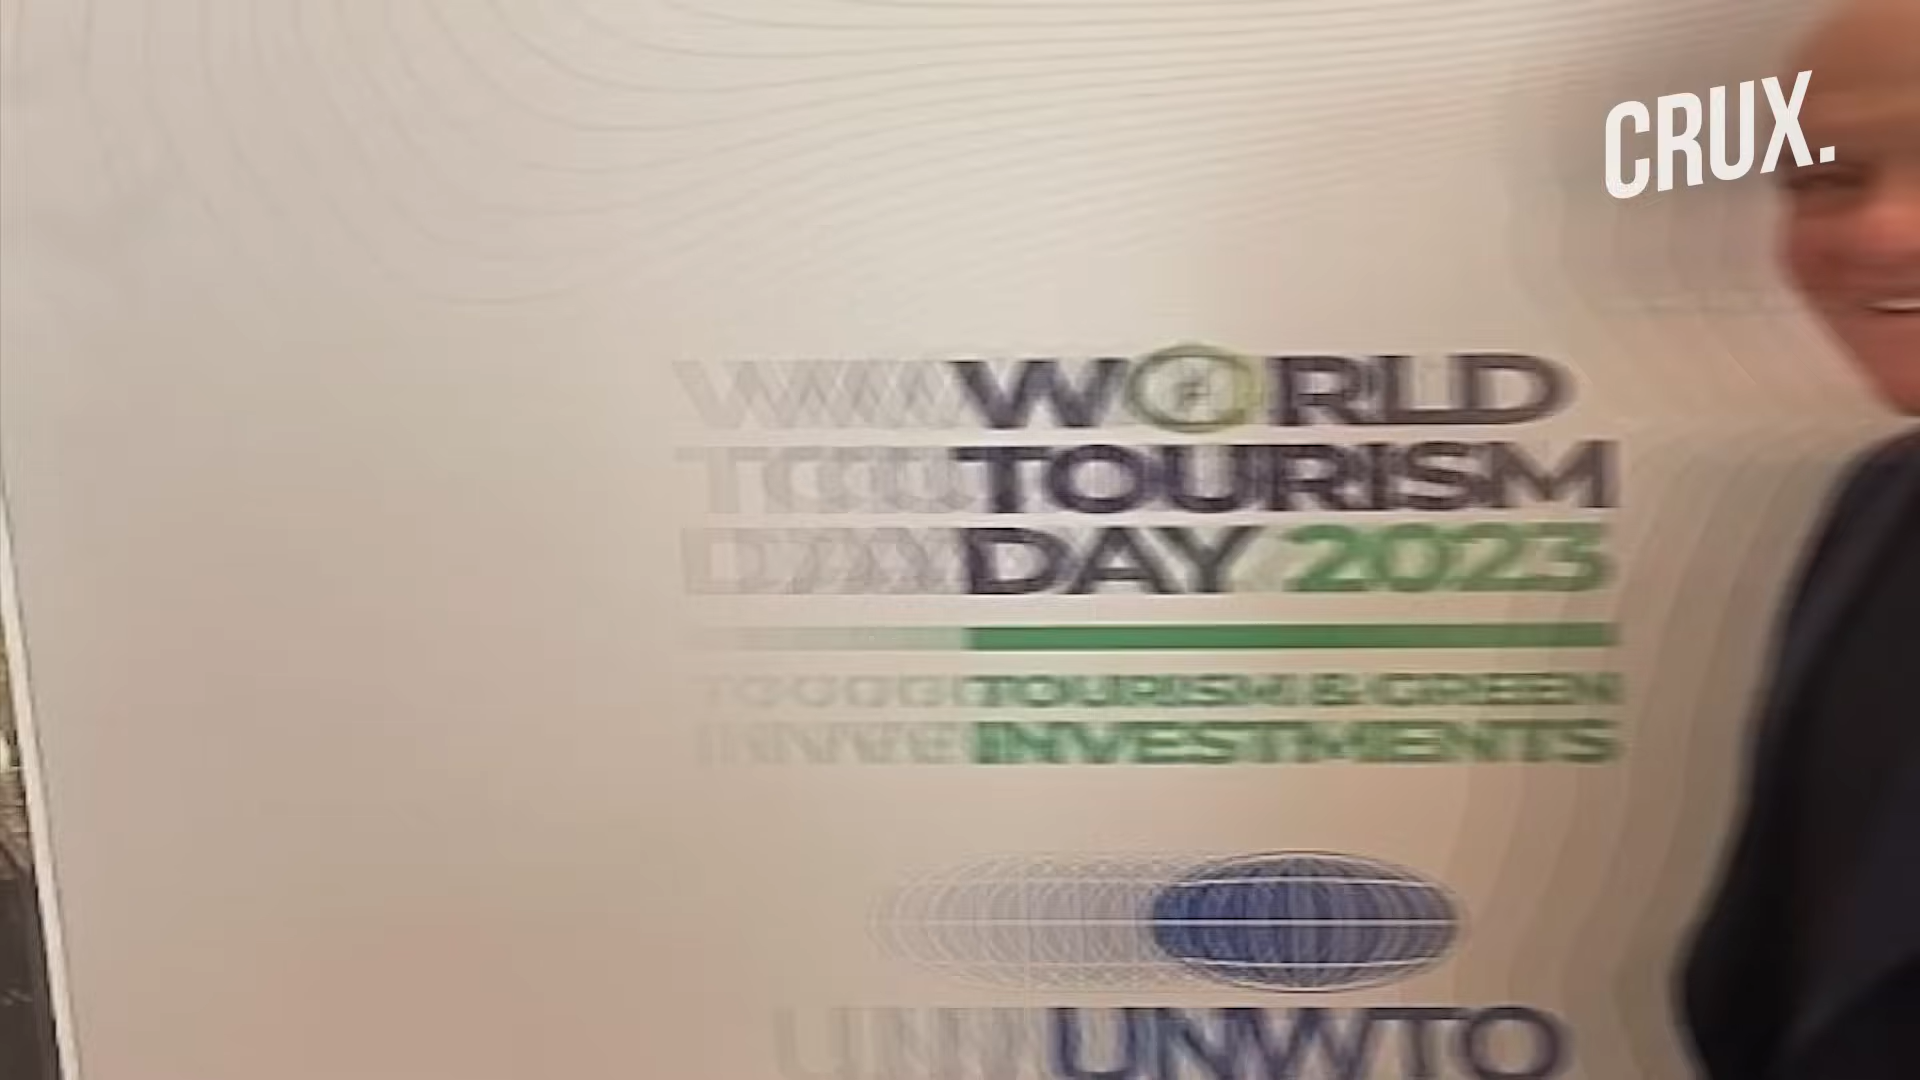 CRUX.
WORLD
TOURISM
DAY 2023
TOURISM & GREEN
INVESTMENTS
UNWTO